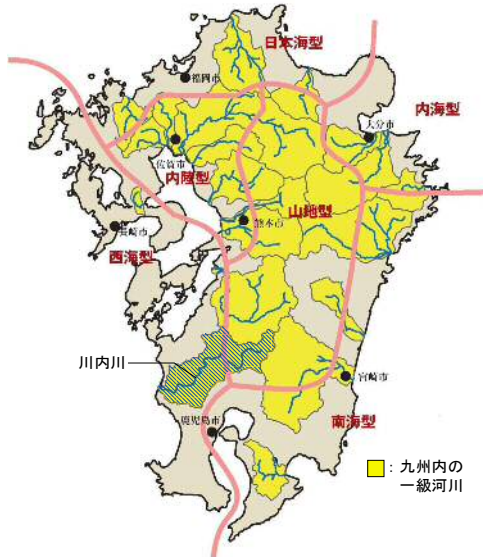 日本海型
福岡市
内海型
大分市
佐賀市
内陸型
山地型
熊本市
長崎市
西海型
川内川
宮崎市
鹿児島市
南海型
：九州内の
一級河川